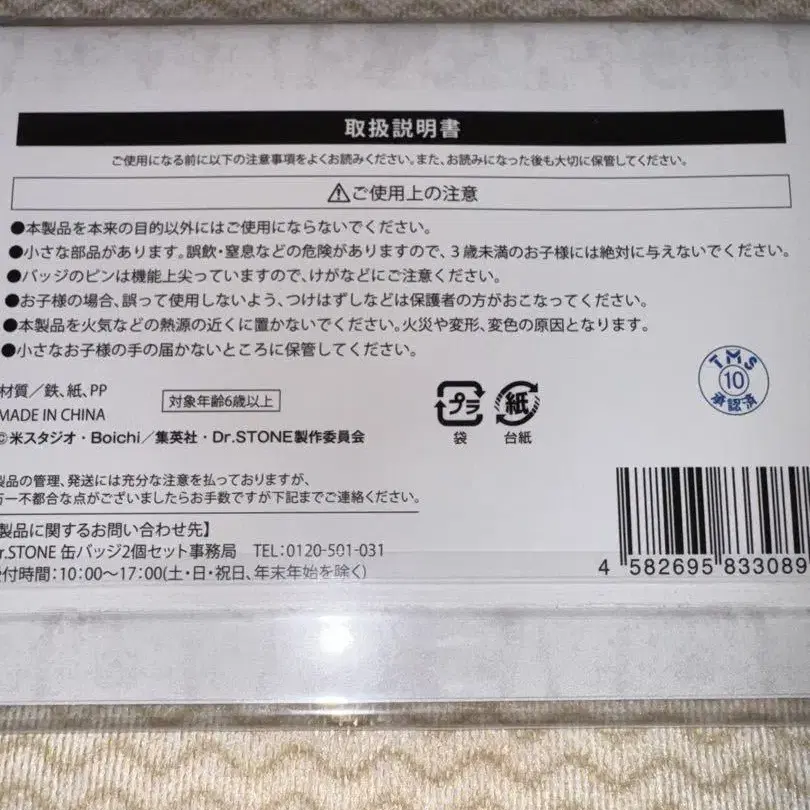 取扱説明書
ご使用になる前に以下の注意事項をよくお読みください。また、お読みになった後も大切に保管してください。
⚠ご使用上の注意
●本製品を本来の目的以外にはご使用にならないでください。
●小さな部品があります。誤飲・窒息などの危険がありますので、3歳未満のお子様には絶対に与えないでください。
●バッジのピンは機能上尖っていますので、けがなどにご注意ください。
●お子様の場合、誤って使用しないよう、つけはずしなどは保護者の方がおこなってください。
●本製品を火気などの熱源の近くに置かないでください。火災や変形、変色の原因となります。
●小さなお子様の手の届かないところに保管してください。
材質/鉄、紙、PP
対象年齢6歳以上
MADE IN CHINA
©米スタジオ・Boichi/集英社・Dr.STONE製作委員会
プラ
袋
紙
台紙
TMS
10
承認済
製品の管理、発送には充分な注意を払っておりますが、
万一不都合な点がございましたらお手数ですが下記までご連絡ください。
製品に関するお問い合わせ先】
r.STONE 缶バッジ2個セット事務局 TEL:0120-501-031
受付時間:10:00〜17:00(土・日・祝日、年末年始を除く)
4 582695 833089